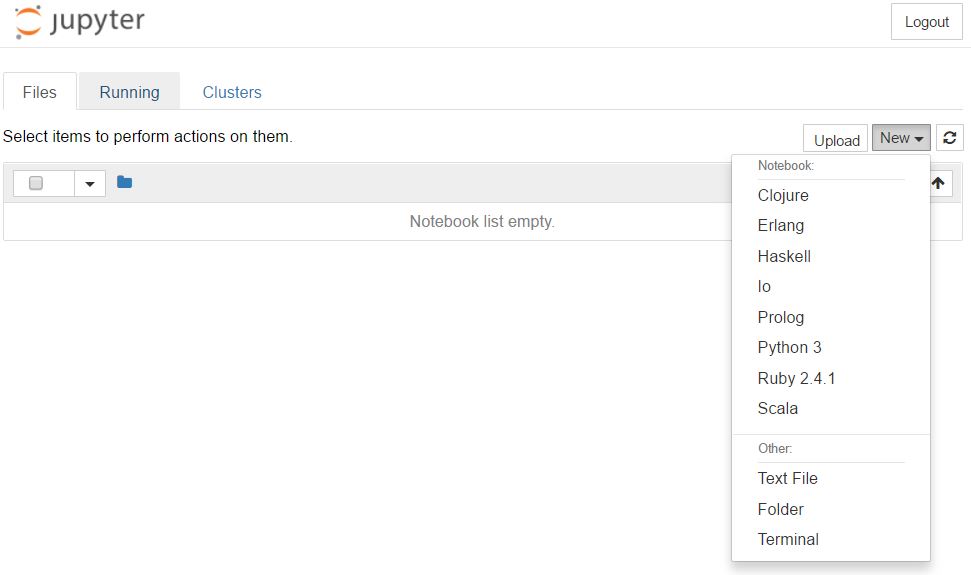 jupyter
Logout
Files Running Clusters
Select items to perform actions on them.
Upload New
Notebook:
Notebook list empty.
Clojure
Erlang
Haskell
Io
Prolog
Python 3
Ruby 2.4.1
Scala
Other:
Text File
Folder
Terminal